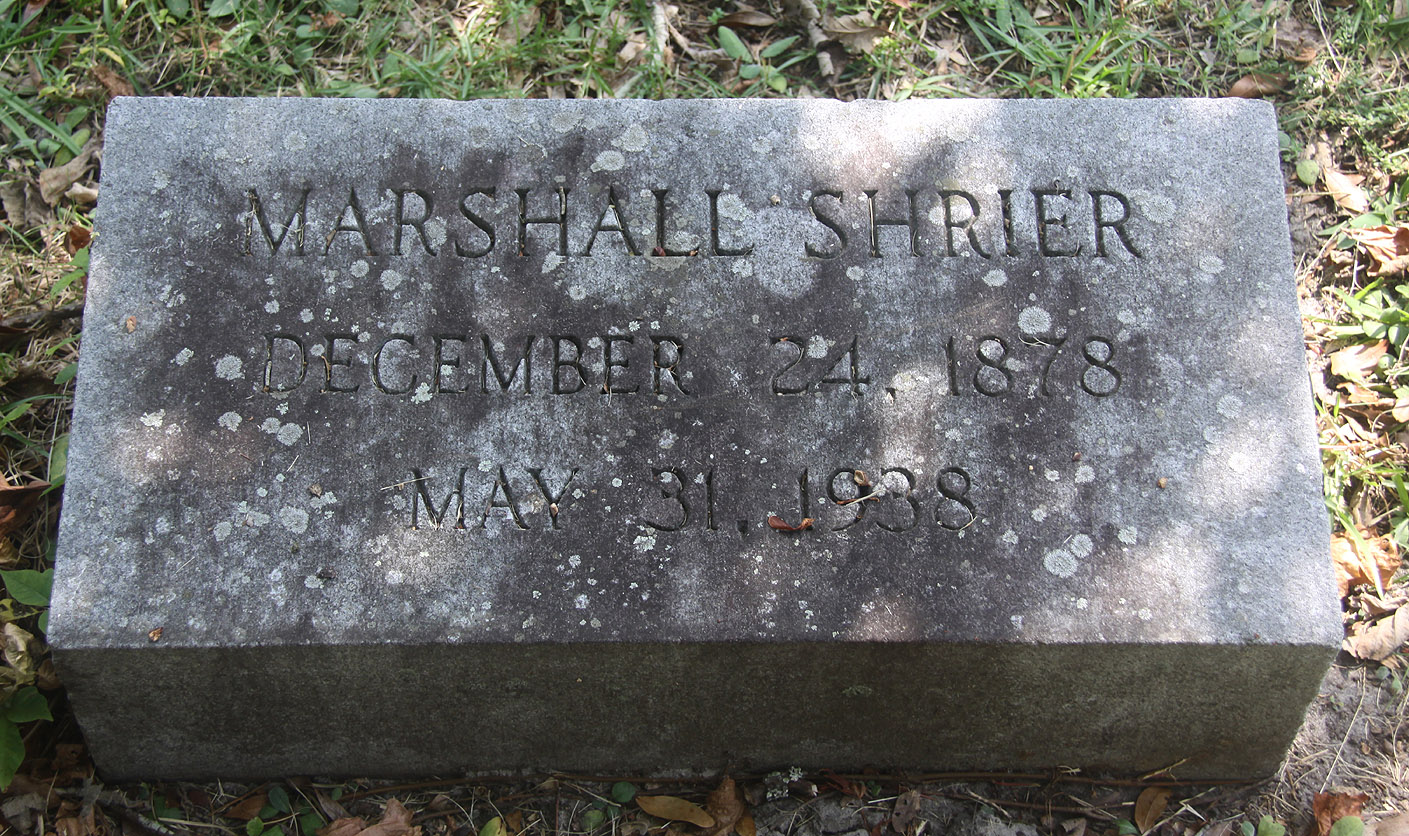 MARSHALL SHRIER
DECEMBER 24, 1878
MAY 31, 1938